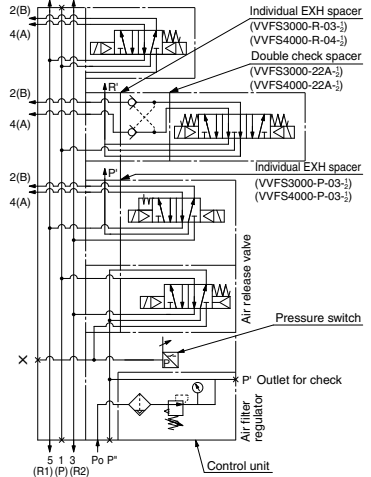 2(B)
4(A)
Individual EXH spacer
(VVFS3000-R-03-½)
(VVFS4000-R-04-½)
Double check spacer
(VVFS3000-22A-½)
(VVFS4000-22A-½)
R'
2(B)
4(A)
Individual EXH spacer
(VVFS3000-P-03-½)
(VVFS4000-P-03-½)
P'
2(B)
4(A)
Air release valve
Pressure switch
P
X
P' Outlet for check
Air filter
regulator
5 1 3 Po P"
(R1) (P) (R2)
Control unit